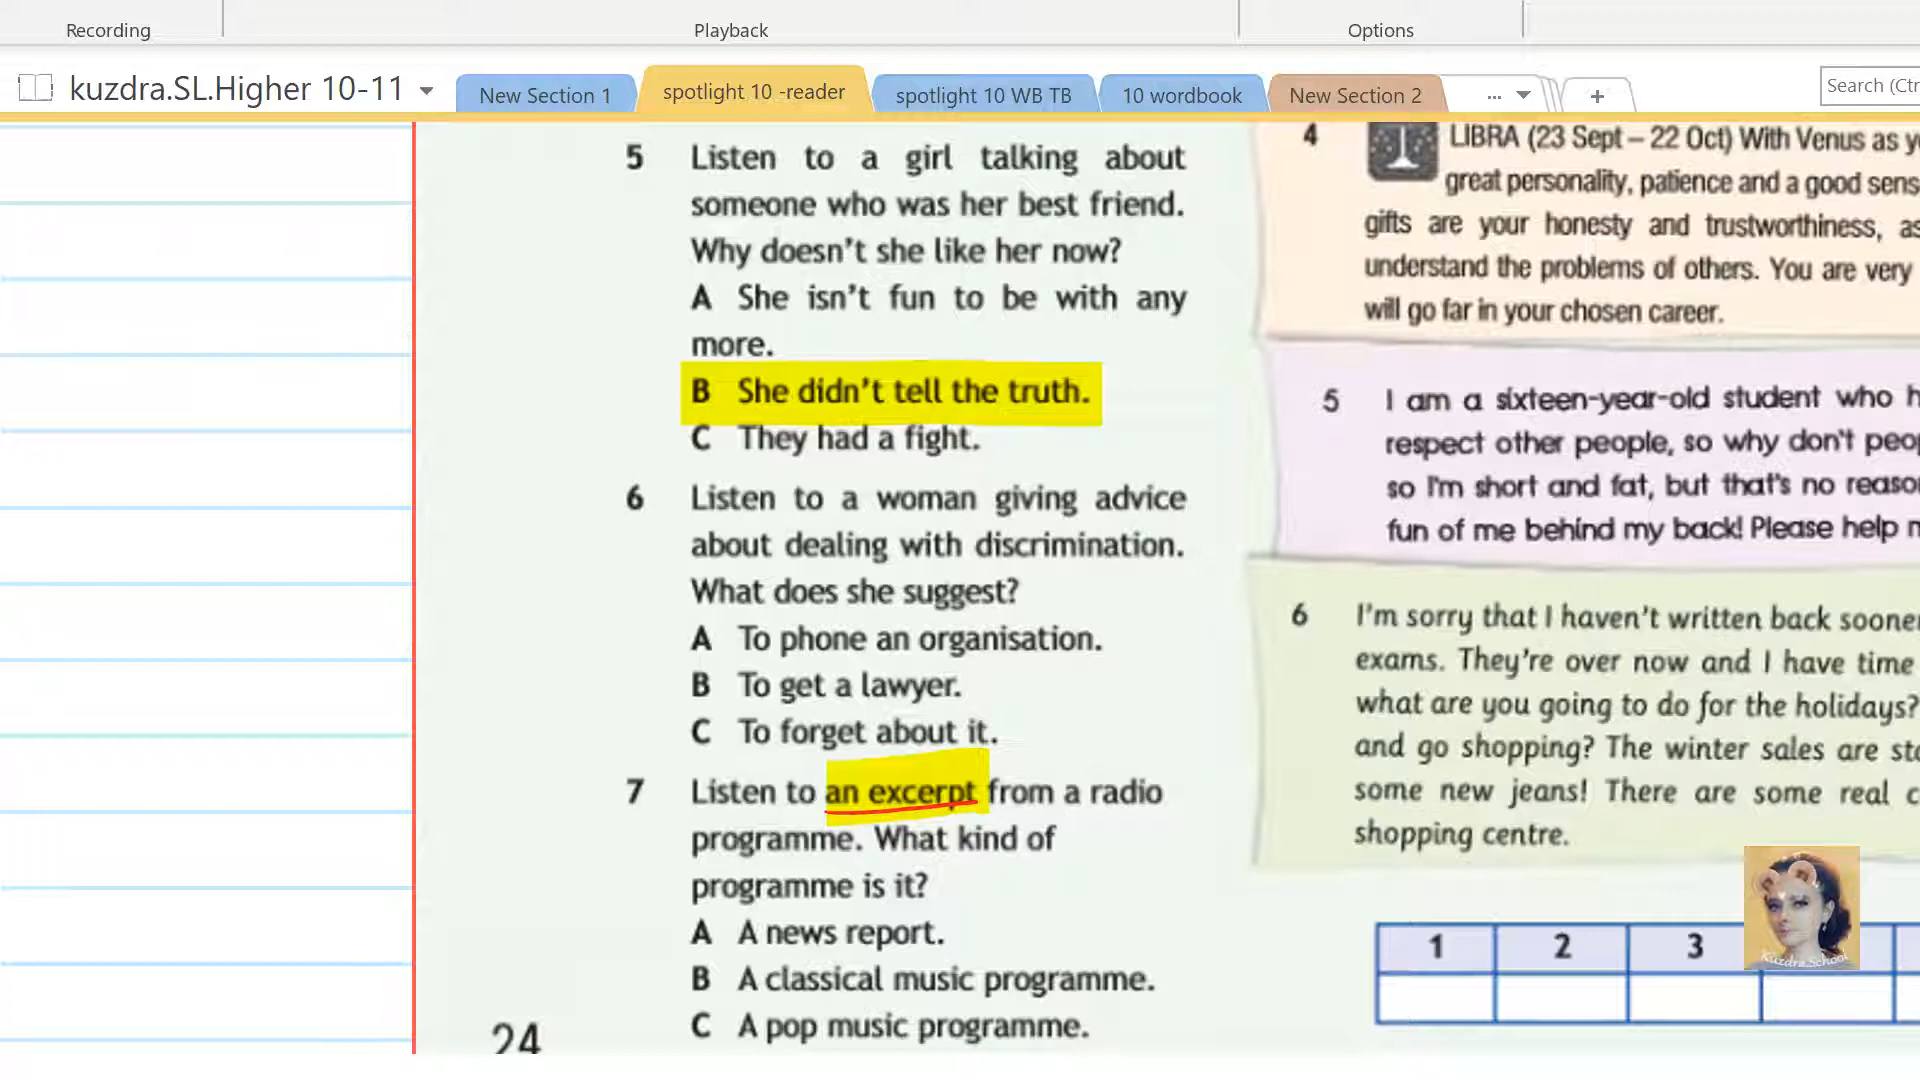 Recording Playback Options
kuzdra.SL.Higher 10-11 New Section 1 spotlight 10 -reader spotlight 10 WB TB 10 wordbook New Section 2 ... + Search (Ctr
5 Listen to a girl talking about
someone who was her best friend.
Why doesn't she like her now?
A She isn't fun to be with any
more.
B She didn't tell the truth.
C They had a fight.
6 Listen to a woman giving advice
about dealing with discrimination.
What does she suggest?
A To phone an organisation.
B To get a lawyer.
C To forget about it.
7 Listen to an excerpt from a radio
programme. What kind of
programme is it?
A A news report.
B A classical music programme.
C A pop music programme.
24
4 LIBRA (23 Sept – 22 Oct) With Venus as
great personality, patience and a good
gifts are your honesty and trustworthiness,
understand the problems of others. You are very
will go far in your chosen career.
5 I am a sixteen-year-old student who
respect other people, so why don't
so I'm short and fat, but that's no
fun of me behind my back! Please help
6 I'm sorry that I haven't written back
exams. They're over now and I have time
what are you going to do for the holidays?
and go shopping? The winter sales are
some new jeans! There are some real
shopping centre.
1 2 3
Kuzdra.School